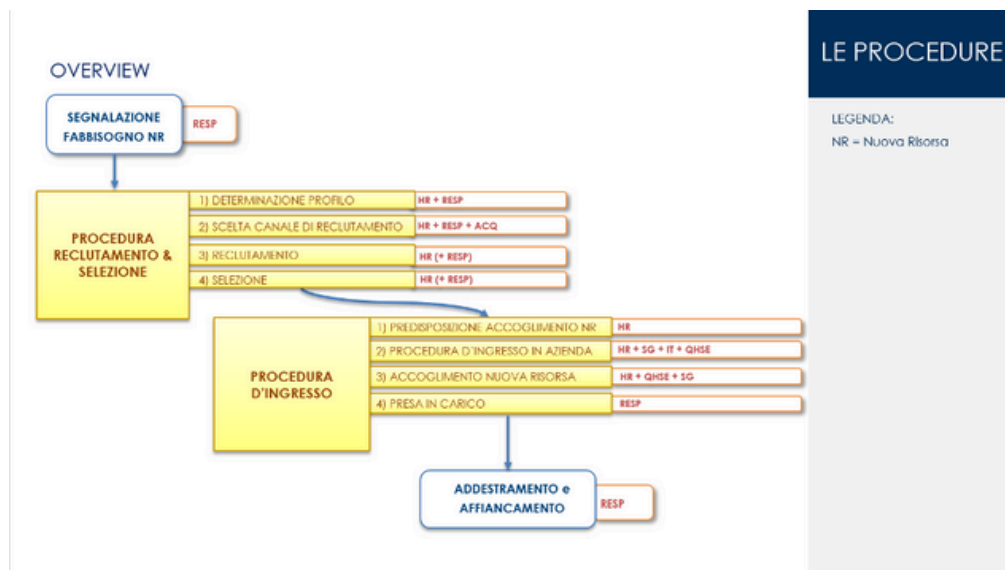 LE PROCEDURE
LEGENDA:
NR = Nuova Risorsa
OVERVIEW
SEGNALAZIONE
FABBISOGNO NR
RESP
PROCEDURA
RECLUTAMENTO &
SELEZIONE
1) DETERMINAZIONE PROFILO
HR + RESP
2) SCELTA CANALE DI RECLUTAMENTO
HR + RESP + ACQ
3) RECLUTAMENTO
HR (+ RESP)
4) SELEZIONE
HR (+ RESP)
PROCEDURA
D'INGRESSO
1) PREDISPOSIZIONE ACCOGLIMENTO NR
HR
2) PROCEDURA D'INGRESSO IN AZIENDA
HR + SG + IT + QHSE
3) ACCOGLIMENTO NUOVA RISORSA
HR + QHSE + SG
4) PRESA IN CARICO
RESP
ADDESTRAMENTO e
AFFIANCAMENTO
RESP